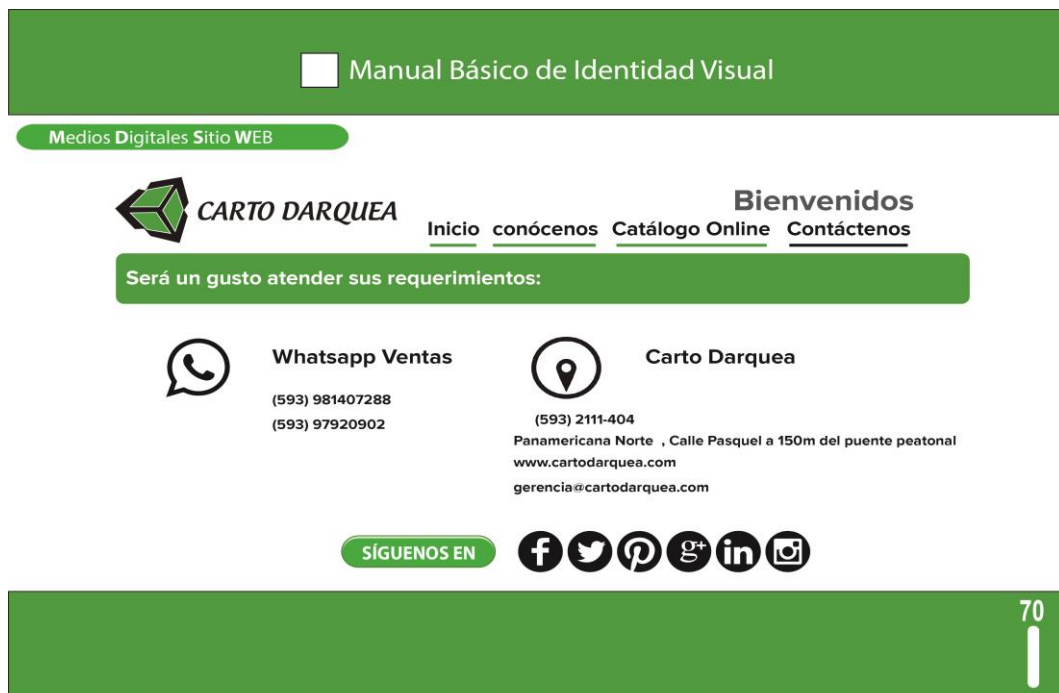 Manual Básico de Identidad Visual
Medios Digitales Sitio WEB
CARTO DARQUEA
Bienvenidos
Inicio conócenos Catálogo Online Contáctenos
Será un gusto atender sus requerimientos:
Whatsapp Ventas
(593) 981407288
(593) 97920902
Carto Darquea
(593) 2111-404
Panamericana Norte , Calle Pasquel a 150m del puente peatonal
www.cartodarquea.com
gerencia@cartodarquea.com
SÍGUENOS EN
70